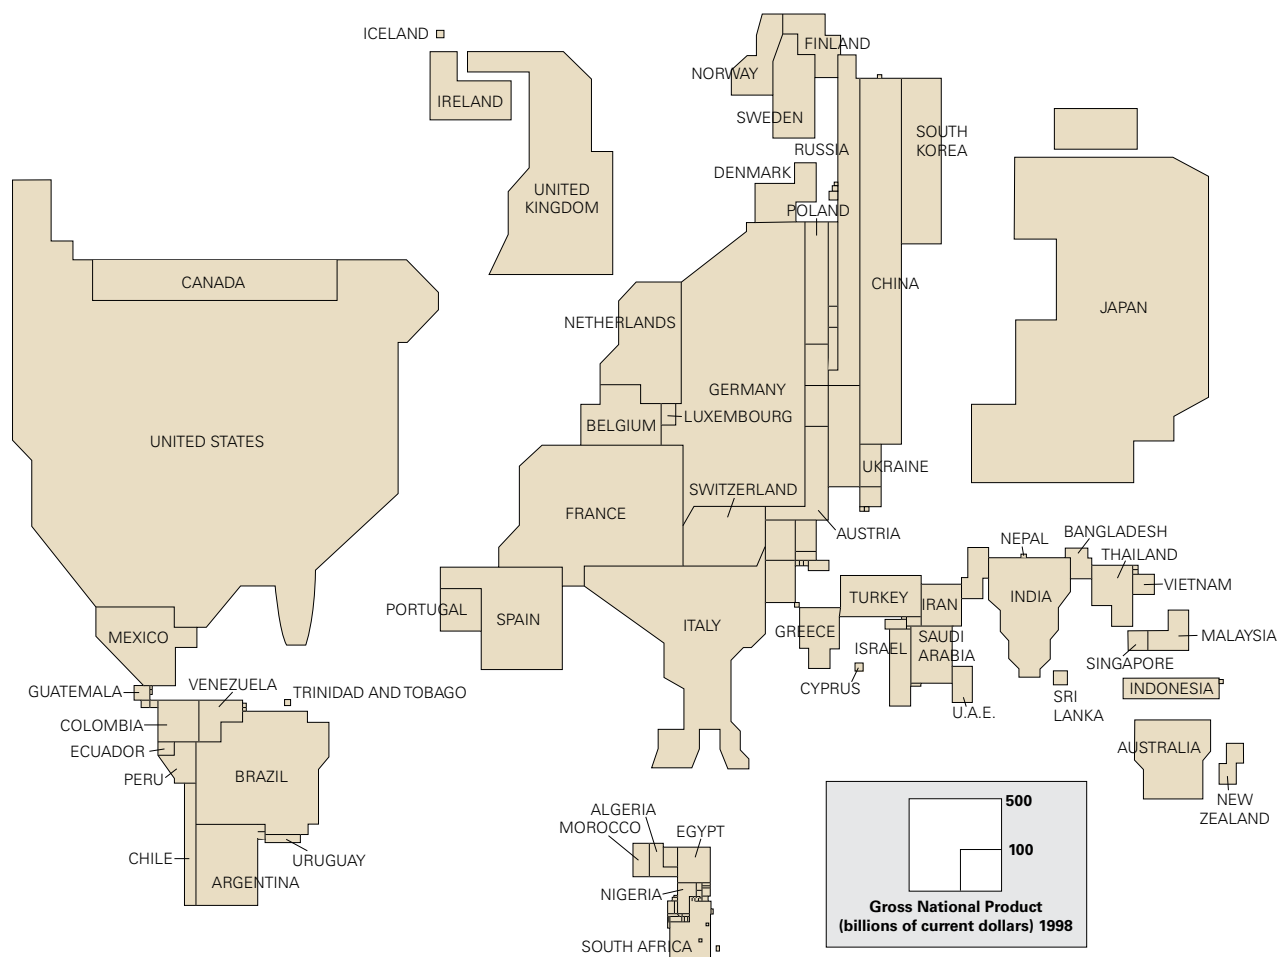 ICELAND
FINLAND
NORWAY
IRELAND
SWEDEN
SOUTH
KOREA
RUSSIA
DENMARK
UNITED
KINGDOM
POLAND
CANADA
CHINA
JAPAN
NETHERLANDS
GERMANY
LUXEMBOURG
BELGIUM
UNITED STATES
UKRAINE
SWITZERLAND
FRANCE
AUSTRIA
BANGLADESH
NEPAL
THAILAND
VIETNAM
TURKEY
IRAN
INDIA
PORTUGAL
SPAIN
ITALY
GREECE
MEXICO
ISRAEL
SAUDI
ARABIA
MALAYSIA
SINGAPORE
CYPRUS
GUATEMALA
VENEZUELA
TRINIDAD AND TOBAGO
INDONESIA
SRI
LANKA
U.A.E.
COLOMBIA
ECUADOR
AUSTRALIA
PERU
BRAZIL
NEW
ZEALAND
500
ALGERIA
MOROCCO
EGYPT
100
CHILE
URUGUAY
ARGENTINA
NIGERIA
Gross National Product
(billions of current dollars) 1998
SOUTH AFRICA